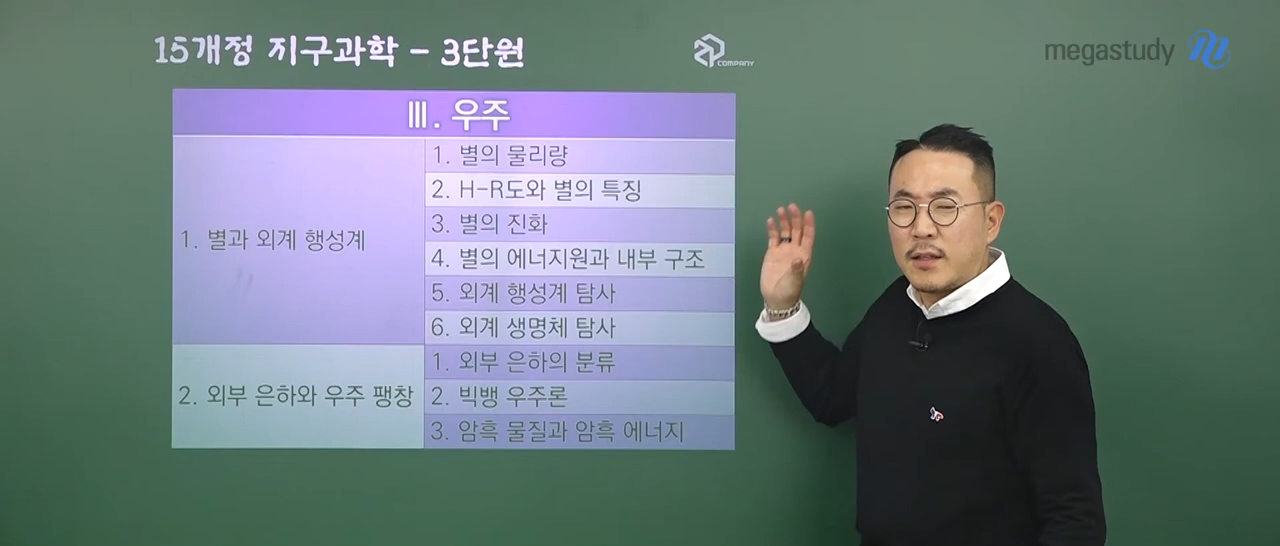 15개정 지구과학 - 3단원
COMPANY
megastudy
Ⅲ. 우주
1. 별과 외계 행성계
1. 별의 물리량
2. H-R도와 별의 특징
3. 별의 진화
4. 별의 에너지원과 내부 구조
5. 외계 행성계 탐사
6. 외계 생명체 탐사
2. 외부 은하와 우주 팽창
1. 외부 은하의 분류
2. 빅뱅 우주론
3. 암흑 물질과 암흑 에너지